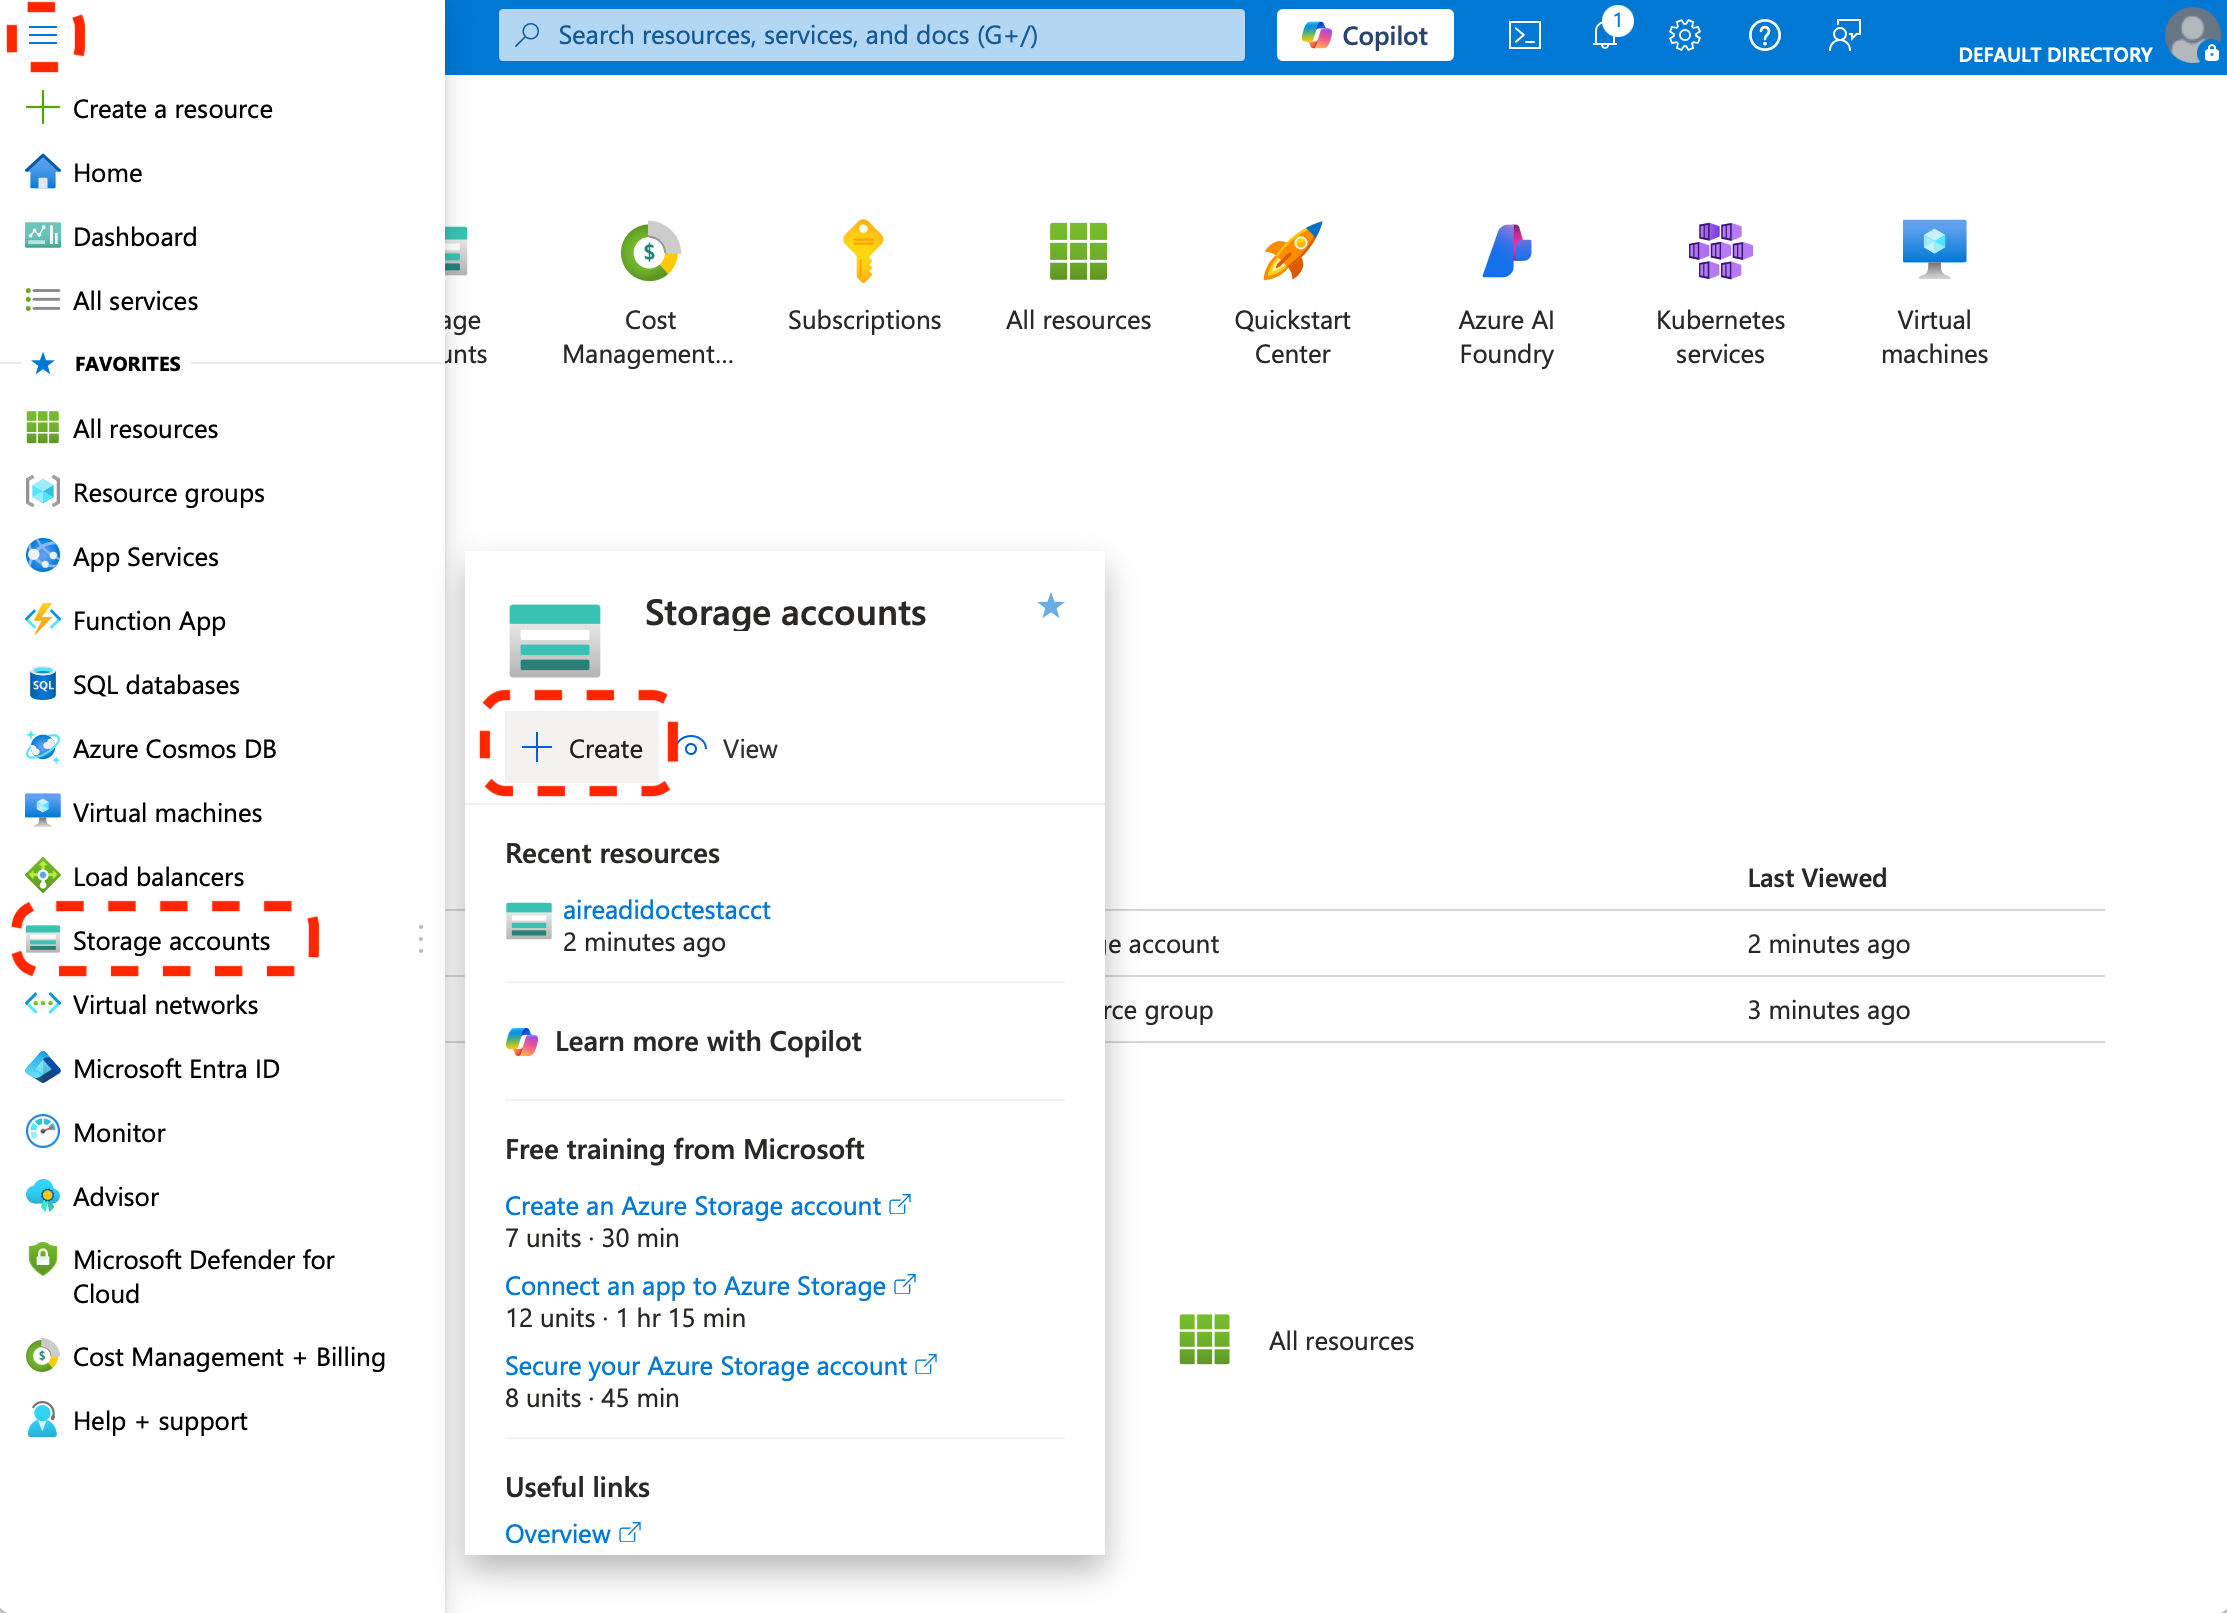 Search resources, services, and docs (G+/)
Copilot
1
DEFAULT DIRECTORY
Create a resource
Home
Dashboard
All services
FAVORITES
All resources
Resource groups
App Services
Function App
SQL
SQL databases
Azure Cosmos DB
Virtual machines
Load balancers
Storage accounts
Virtual networks
Microsoft Entra ID
Monitor
Advisor
Microsoft Defender for
Cloud
Cost Management + Billing
Help + support
age
unts
Cost
Management...
Subscriptions
All resources
Quickstart
Center
Azure AI
Foundry
Kubernetes
services
Virtual
machines
Storage accounts
Create
View
Recent resources
aireadidoctestacct
2 minutes ago
Learn more with Copilot
Free training from Microsoft
Create an Azure Storage account
7 units · 30 min
Connect an app to Azure Storage
12 units · 1 hr 15 min
Secure your Azure Storage account
8 units · 45 min
Useful links
Overview
Last Viewed
ge account
2 minutes ago
rce group
3 minutes ago
All resources